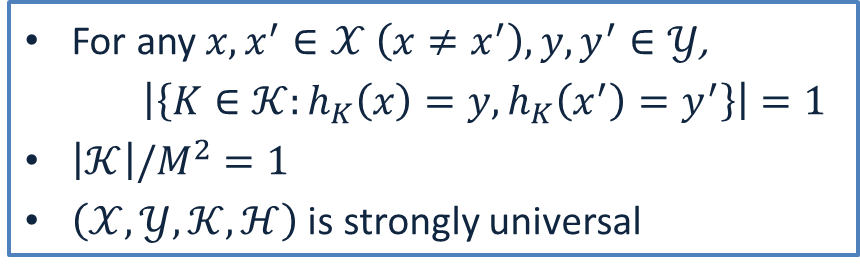 • For any 𝑥, 𝑥′ ∈ 𝒳 (𝑥 ≠ 𝑥′), 𝑦, 𝑦′ ∈ 𝒴,
|{𝐾 ∈ 𝒦: ℎ_𝐾(𝑥) = 𝑦, ℎ_𝐾(𝑥′) = 𝑦′}| = 1
• |𝒦|/𝑀² = 1
• (𝒳, 𝒴, 𝒦, ℋ) is strongly universal